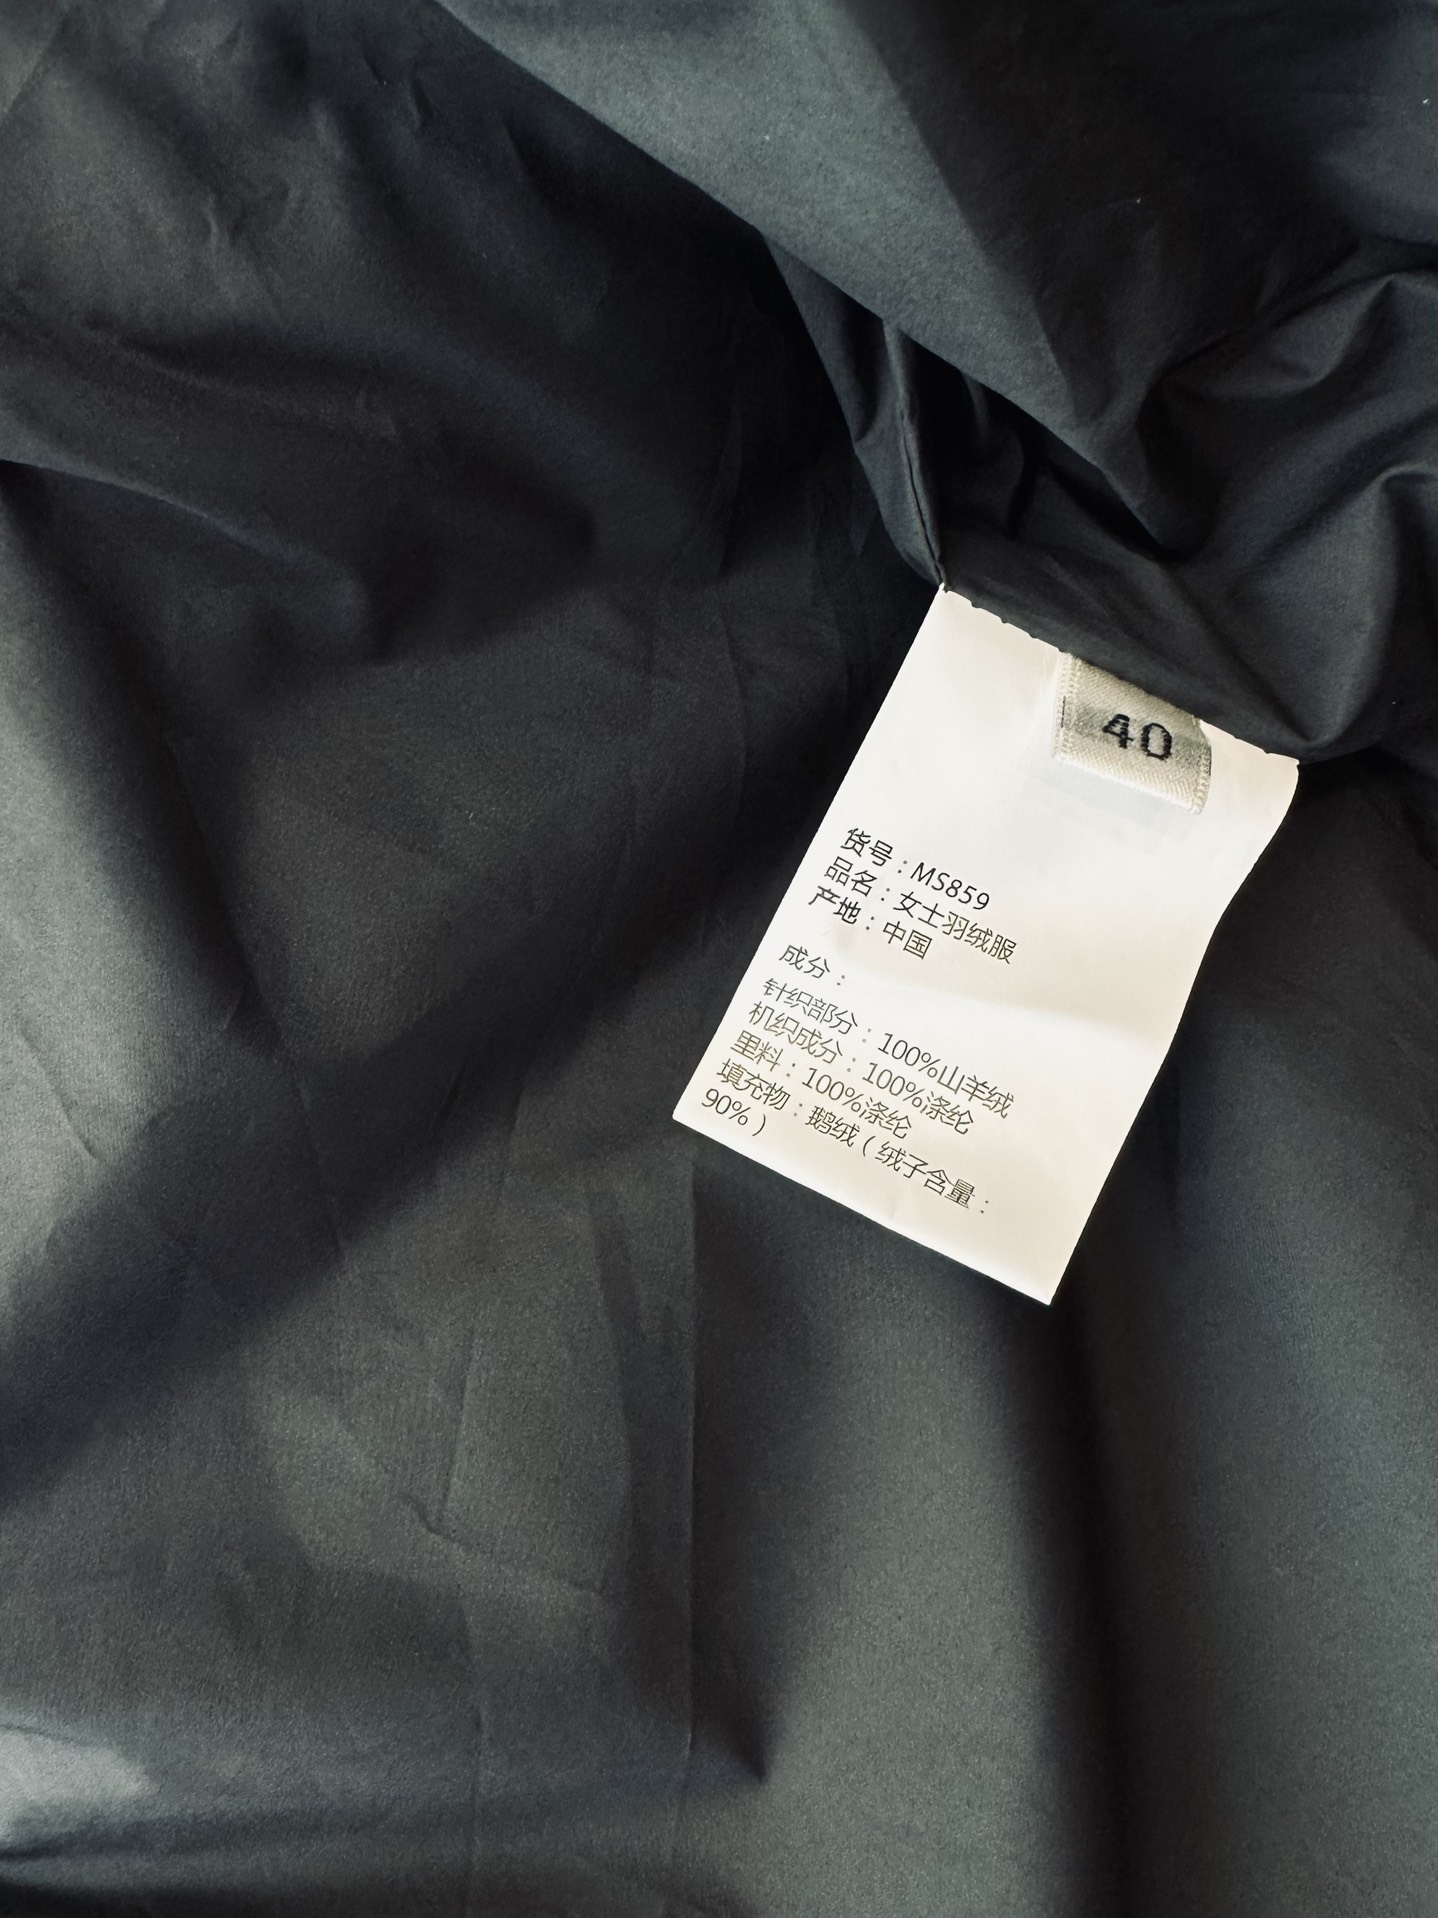 40
货号：MS859
品名：女士羽绒服
产地：中国
成分：
针织部分：100%山羊绒
机织成分：100%涤纶
里料：100%涤纶
填充物：鹅绒（绒子含量：
90%）